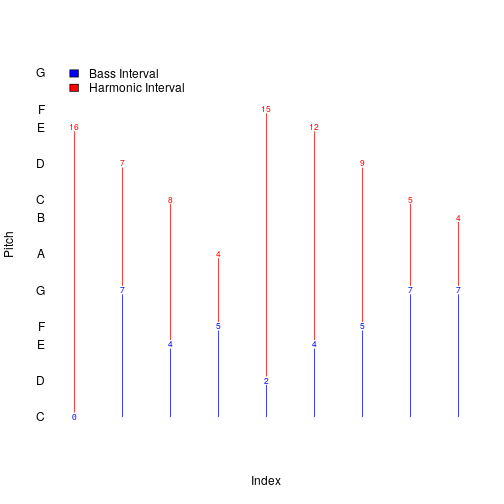 G
Bass Interval
Harmonic Interval
F
15
E
16
12
D
7
9
C
8
5
B
4
A
4
G
7
7
7
F
5
5
E
4
4
D
2
C
0
Pitch
Index